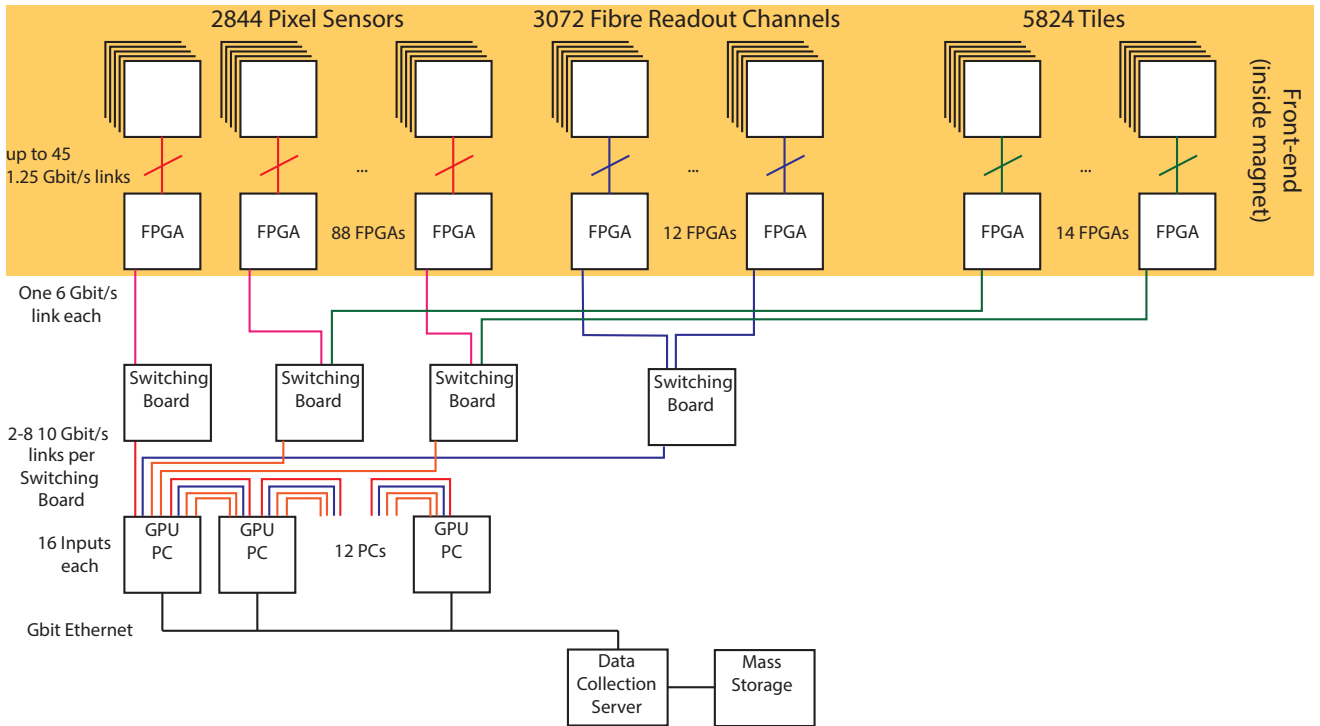 2844 Pixel Sensors
3072 Fibre Readout Channels
5824 Tiles
Front-end
(inside magnet)
up to 45
1.25 Gbit/s links
...
...
...
FPGA
FPGA
88 FPGAs
FPGA
FPGA
12 FPGAs
FPGA
FPGA
14 FPGAs
FPGA
One 6 Gbit/s
link each
Switching
Board
Switching
Board
Switching
Board
Switching
Board
2-8 10 Gbit/s
links per
Switching
Board
16 Inputs
each
GPU
PC
GPU
PC
12 PCs
GPU
PC
Gbit Ethernet
Data
Collection
Server
Mass
Storage